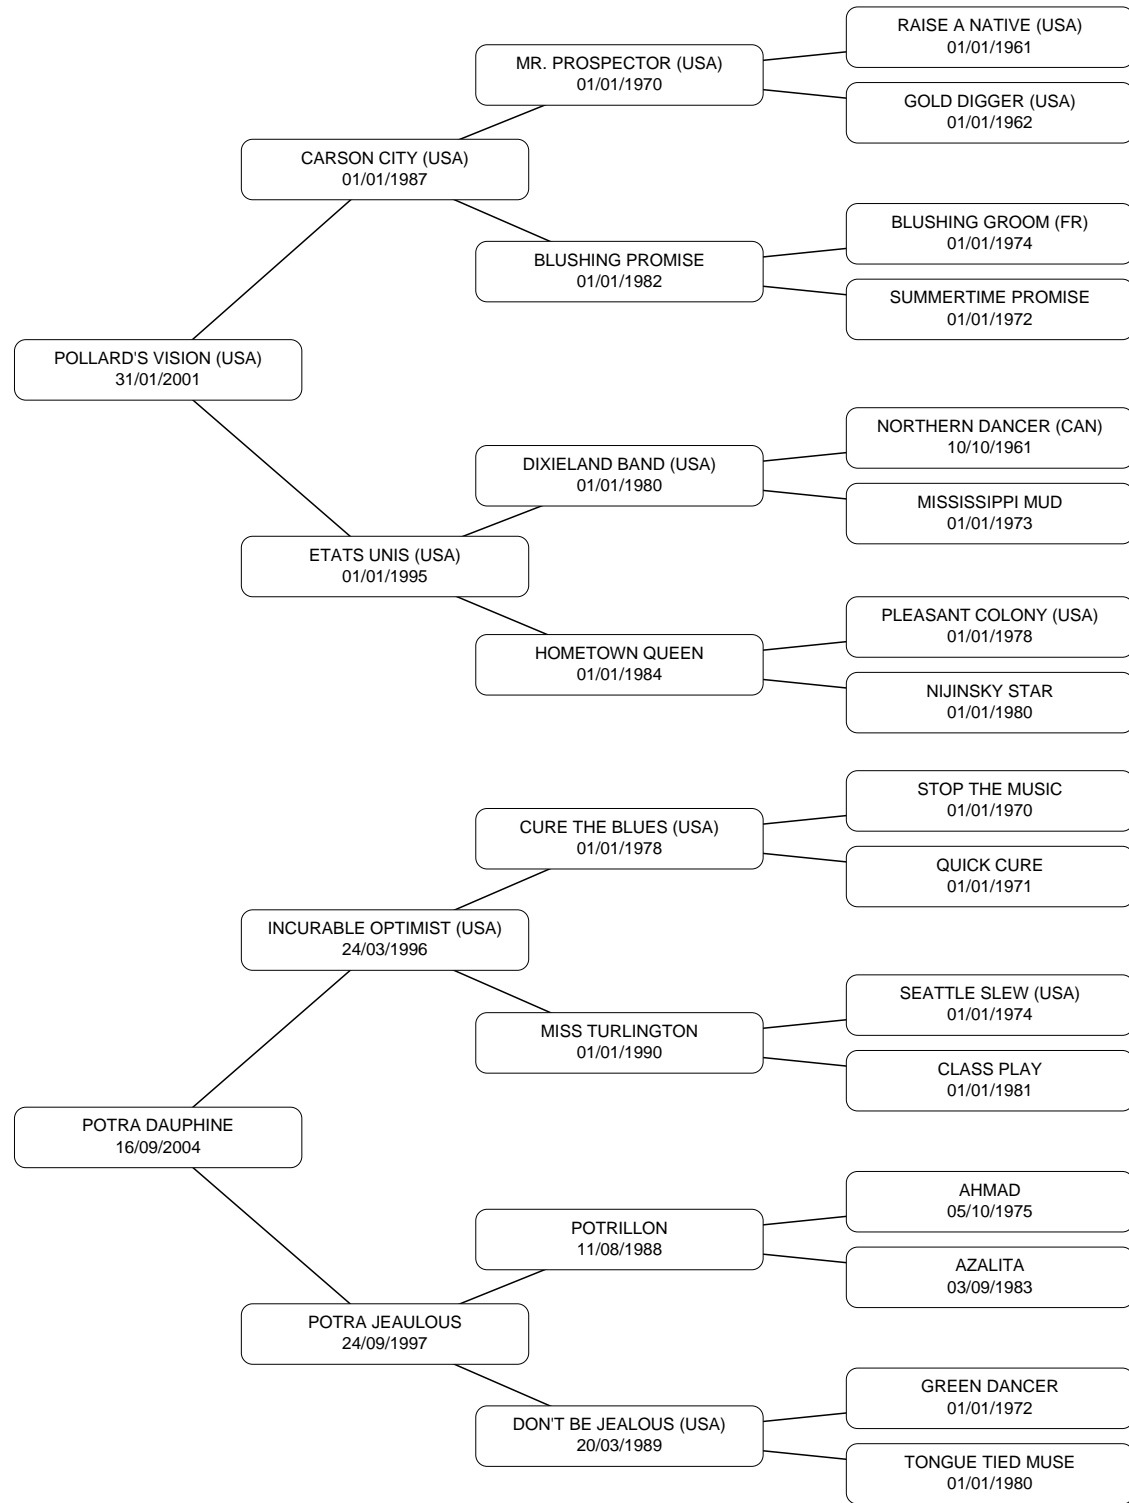 RAISE A NATIVE (USA)
01/01/1961
MR. PROSPECTOR (USA)
01/01/1970
GOLD DIGGER (USA)
01/01/1962
CARSON CITY (USA)
01/01/1987
BLUSHING GROOM (FR)
01/01/1974
BLUSHING PROMISE
01/01/1982
SUMMERTIME PROMISE
01/01/1972
POLLARD'S VISION (USA)
31/01/2001
NORTHERN DANCER (CAN)
10/10/1961
DIXIELAND BAND (USA)
01/01/1980
MISSISSIPPI MUD
01/01/1973
ETATS UNIS (USA)
01/01/1995
PLEASANT COLONY (USA)
01/01/1978
HOMETOWN QUEEN
01/01/1984
NIJINSKY STAR
01/01/1980
STOP THE MUSIC
01/01/1970
CURE THE BLUES (USA)
01/01/1978
QUICK CURE
01/01/1971
INCURABLE OPTIMIST (USA)
24/03/1996
SEATTLE SLEW (USA)
01/01/1974
MISS TURLINGTON
01/01/1990
CLASS PLAY
01/01/1981
POTRA DAUPHINE
16/09/2004
AHMAD
05/10/1975
POTRILLON
11/08/1988
AZALITA
03/09/1983
POTRA JEAULOUS
24/09/1997
GREEN DANCER
01/01/1972
DON'T BE JEALOUS (USA)
20/03/1989
TONGUE TIED MUSE
01/01/1980